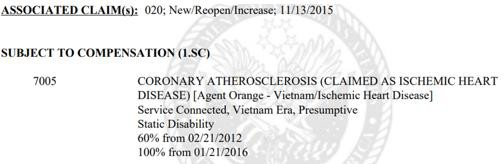 ASSOCIATED CLAIM(s): 020; New/Reopen/Increase; 11/13/2015
SUBJECT TO COMPENSATION (1.SC)
7005 CORONARY ATHEROSCLEROSIS (CLAIMED AS ISCHEMIC HEART
DISEASE) [Agent Orange - Vietnam/Ischemic Heart Disease]
Service Connected, Vietnam Era, Presumptive
Static Disability
60% from 02/21/2012
100% from 01/21/2016